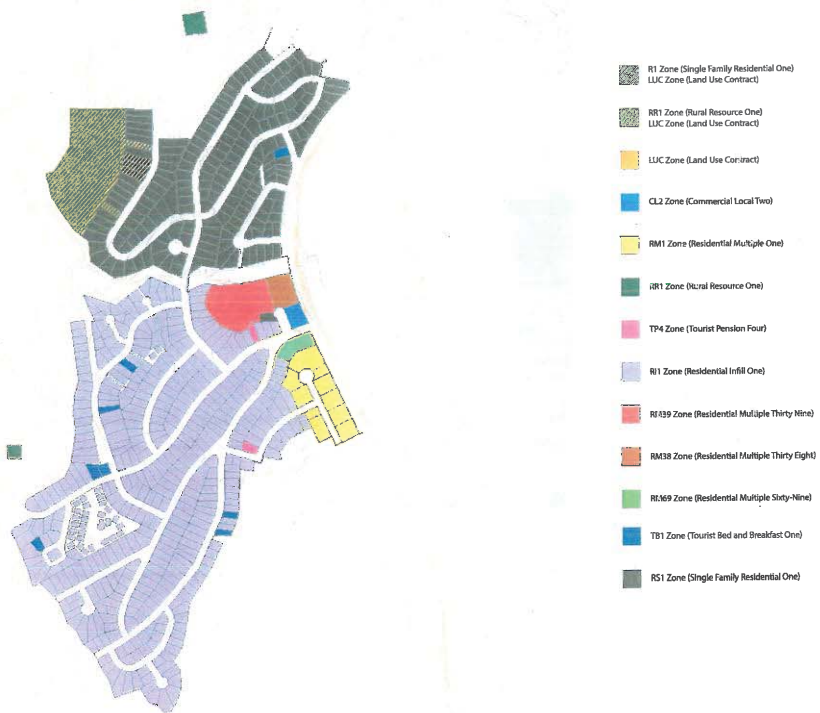 R1 Zone (Single Family Residential One)
LUC Zone (Land Use Contract)
RR1 Zone (Rural Resource One)
LUC Zone (Land Use Contract)
LUC Zone (Land Use Contract)
CL2 Zone (Commercial Local Two)
RM1 Zone (Residential Multiple One)
RR1 Zone (Rural Resource One)
TP4 Zone (Tourist Pension Four)
RI1 Zone (Residential Infill One)
RM39 Zone (Residential Multiple Thirty Nine)
RM38 Zone (Residential Multiple Thirty Eight)
RM69 Zone (Residential Multiple Sixty-Nine)
TB1 Zone (Tourist Bed and Breakfast One)
RS1 Zone (Single Family Residential One)